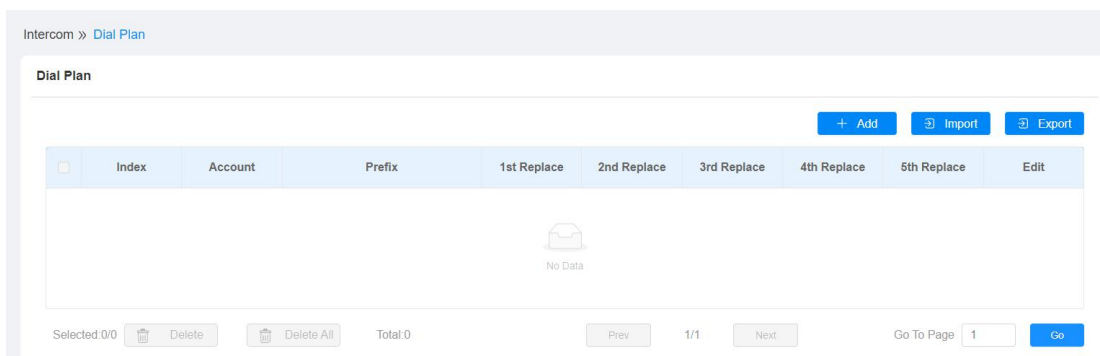 Intercom » Dial Plan
Dial Plan
+ Add Import Export
Index Account Prefix 1st Replace 2nd Replace 3rd Replace 4th Replace 5th Replace Edit
No Data
Selected:0/0 Delete Delete All Total:0 Prev 1/1 Next Go To Page 1 Go